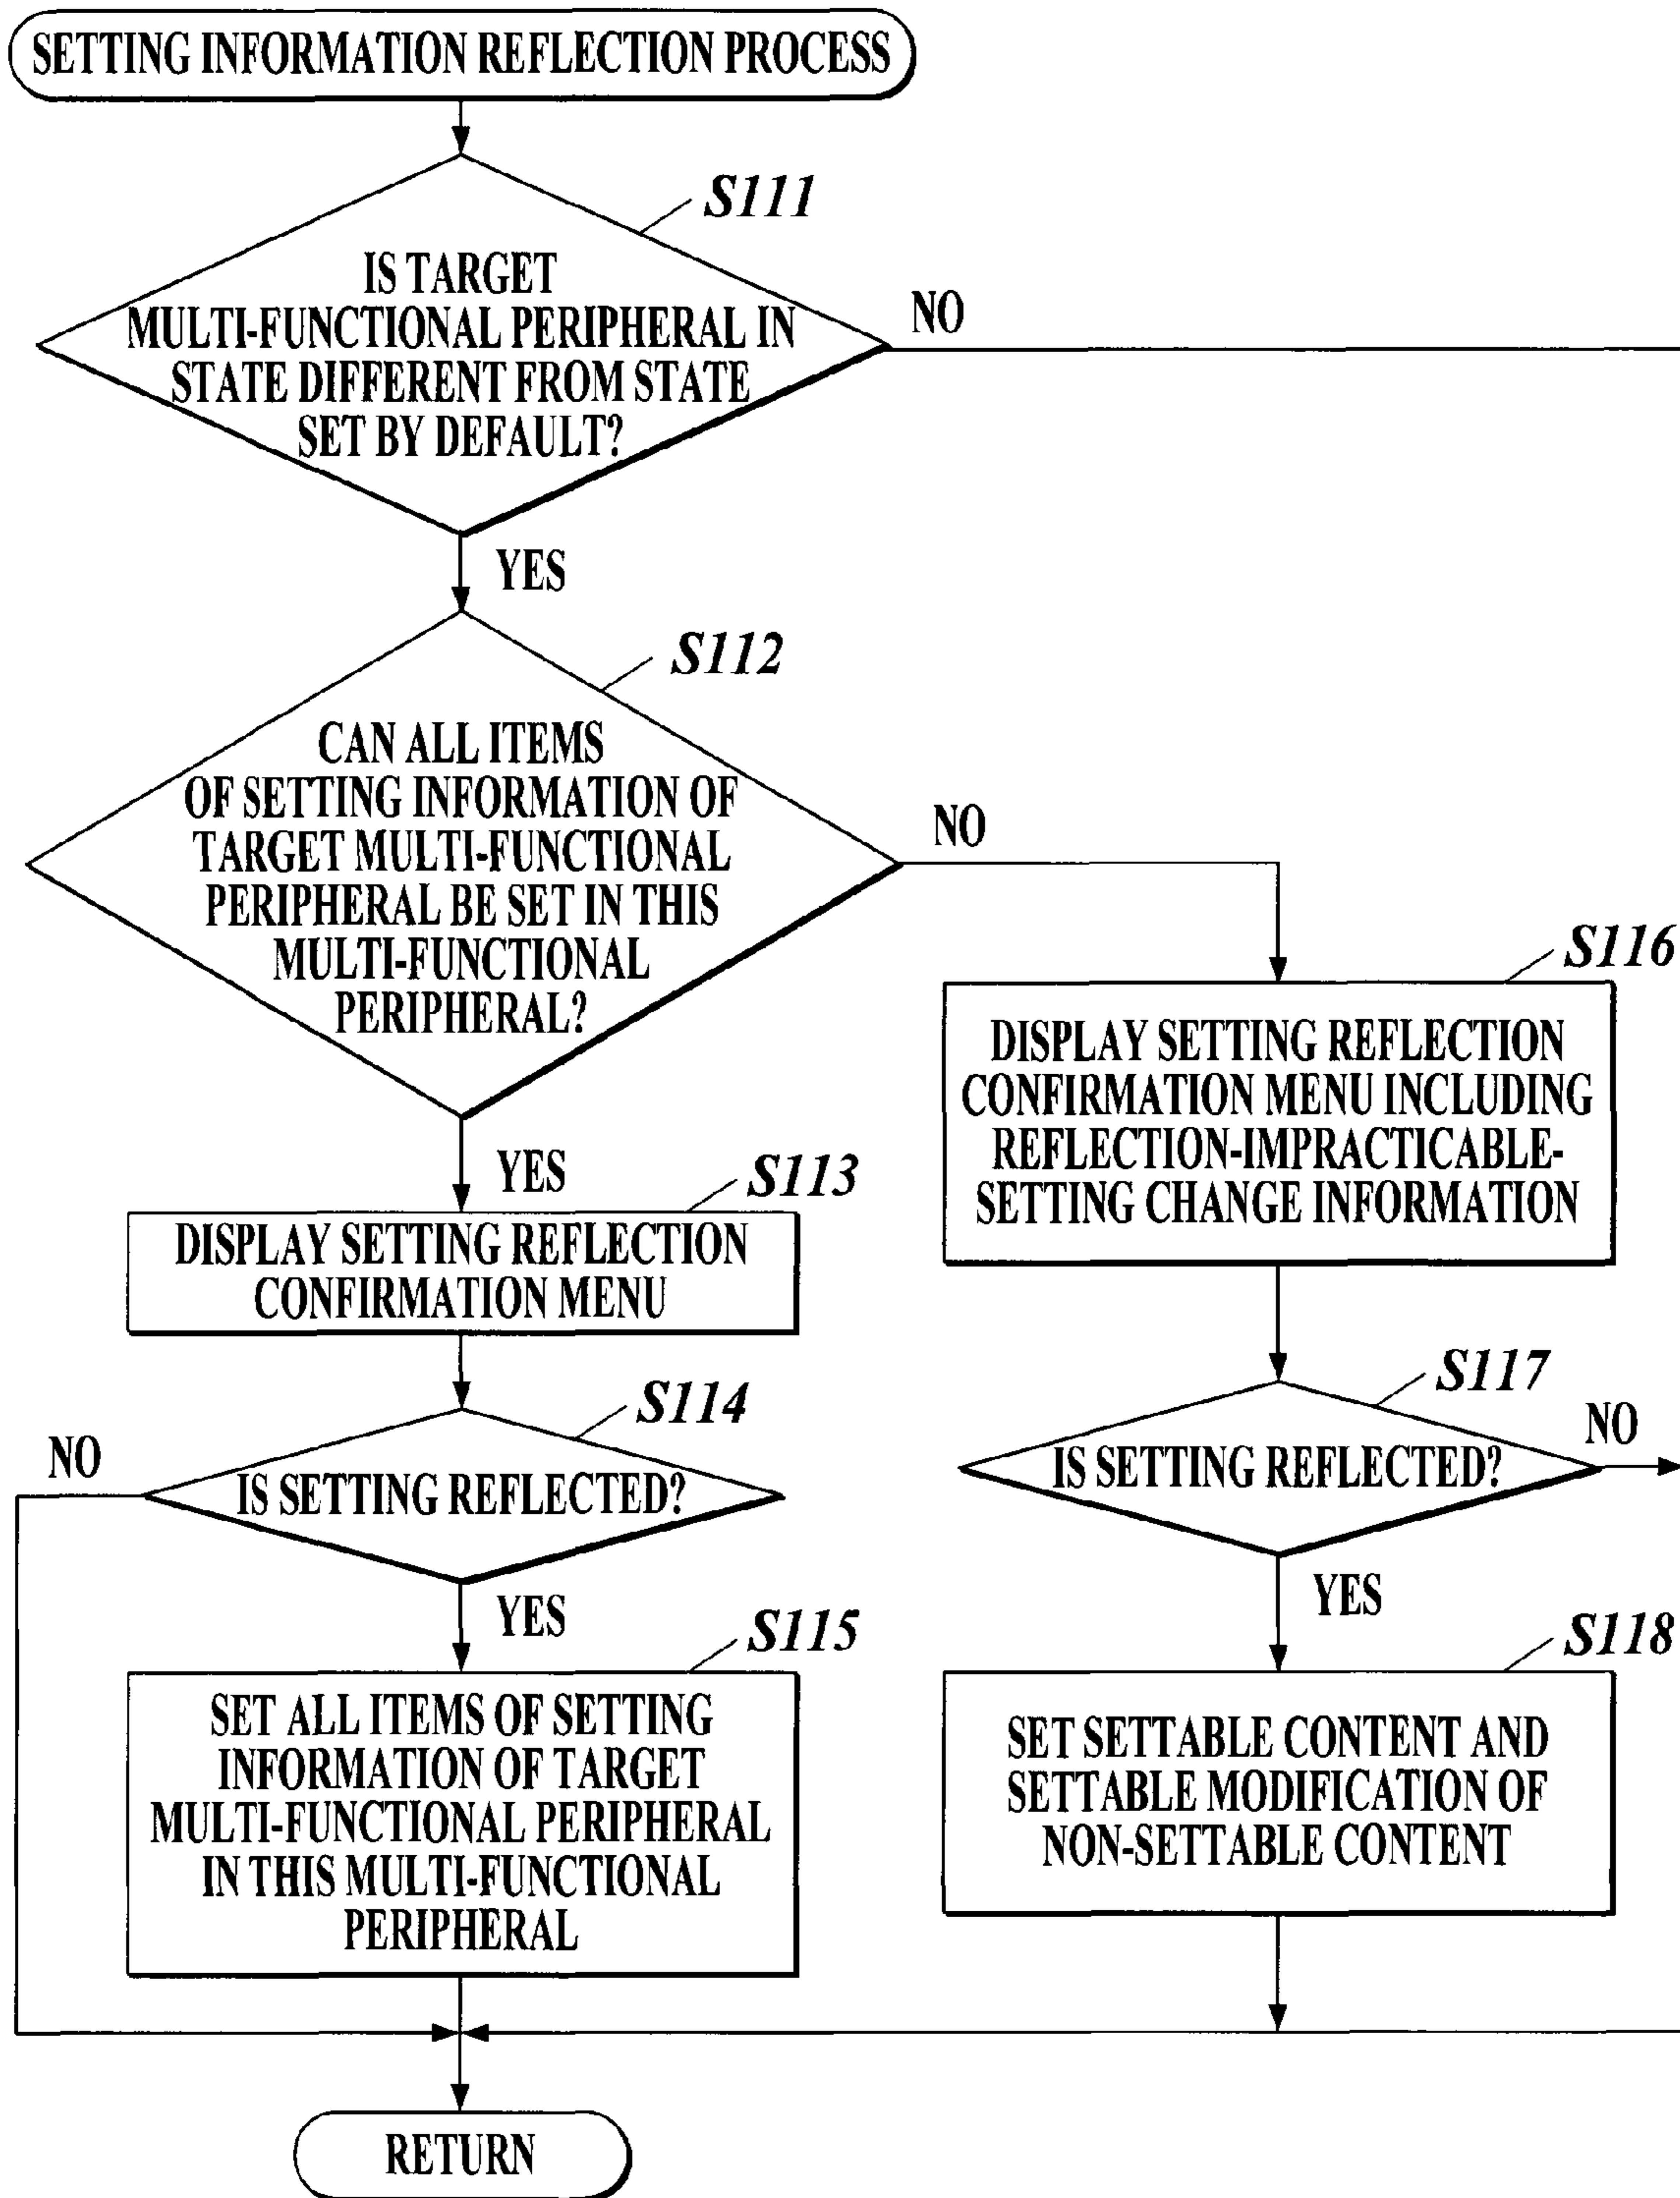 SETTING INFORMATION REFLECTION PROCESS
S111
IS TARGET
MULTI-FUNCTIONAL PERIPHERAL IN
STATE DIFFERENT FROM STATE
SET BY DEFAULT?
NO
YES
S112
CAN ALL ITEMS
OF SETTING INFORMATION OF
TARGET MULTI-FUNCTIONAL
PERIPHERAL BE SET IN THIS
MULTI-FUNCTIONAL
PERIPHERAL?
NO
YES
S113
DISPLAY SETTING REFLECTION
CONFIRMATION MENU
S114
IS SETTING REFLECTED?
NO
YES
S115
SET ALL ITEMS OF SETTING
INFORMATION OF TARGET
MULTI-FUNCTIONAL PERIPHERAL
IN THIS MULTI-FUNCTIONAL
PERIPHERAL
S116
DISPLAY SETTING REFLECTION
CONFIRMATION MENU INCLUDING
REFLECTION-IMPRACTICABLE-
SETTING CHANGE INFORMATION
S117
IS SETTING REFLECTED?
NO
YES
S118
SET SETTABLE CONTENT AND
SETTABLE MODIFICATION OF
NON-SETTABLE CONTENT
RETURN